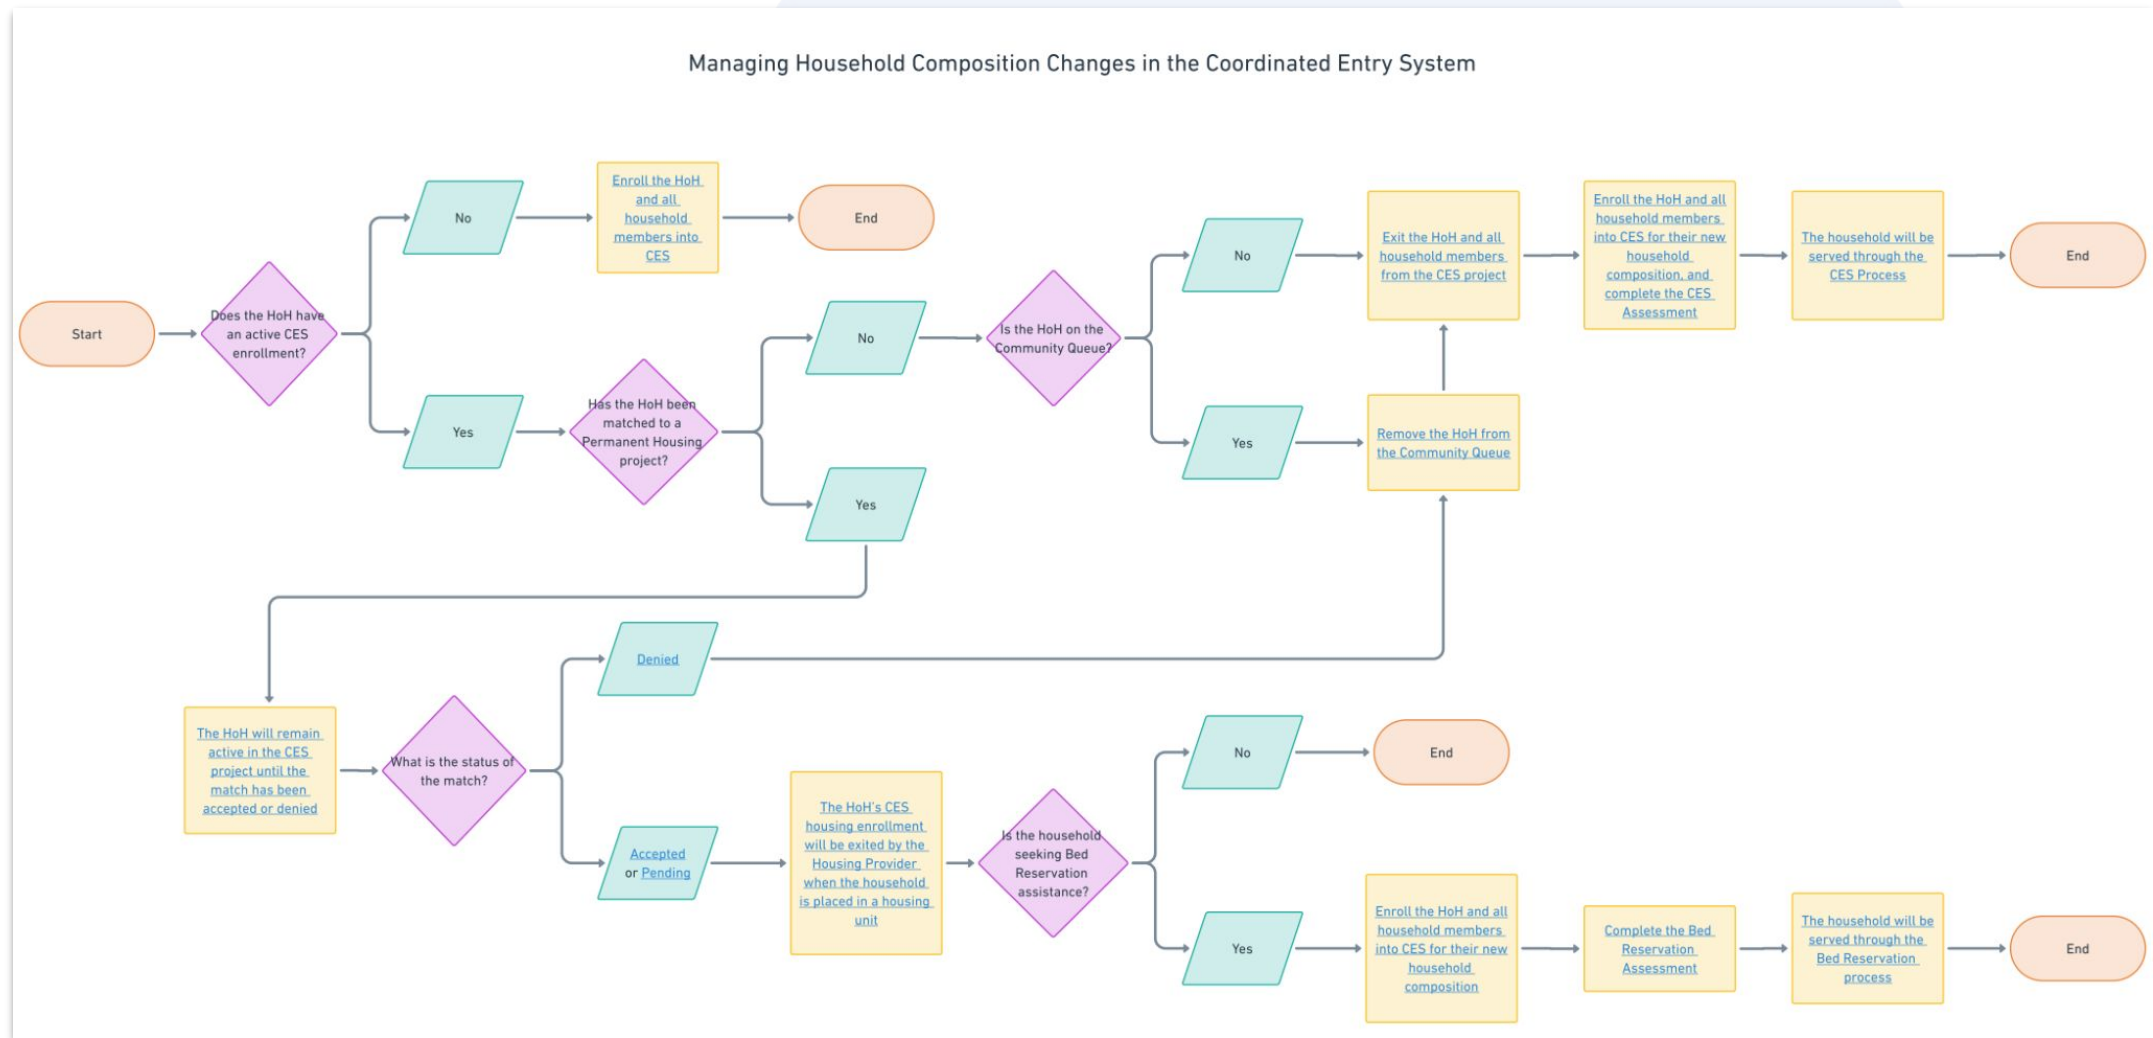 Managing Household Composition Changes in the Coordinated Entry System
Start
Does the HoH have
an active CES
enrollment?
No
Enroll the HoH
and all
household
members into
CES
End
Yes
Has the HoH been
matched to a
Permanent Housing
project?
No
Is the HoH on the
Community Queue?
No
Exit the HoH and all
household members
from the CES project
Enroll the HoH and all
household members
into CES for their new
household
composition, and
complete the CES
Assessment
The household will be
served through the
CES Process
End
Yes
Remove the HoH from
the Community Queue
Yes
The HoH will remain
active in the CES
project until the
match has been
accepted or denied
What is the status of
the match?
Denied
Accepted
or Pending
The HoH's CES
housing enrollment
will be exited by the
Housing Provider
when the household
is placed in a housing
unit
Is the household
seeking Bed
Reservation
assistance?
No
End
Yes
Enroll the HoH and all
household members
into CES for their new
household
composition
Complete the Bed
Reservation
Assessment
The household will be
served through the
Bed Reservation
process
End